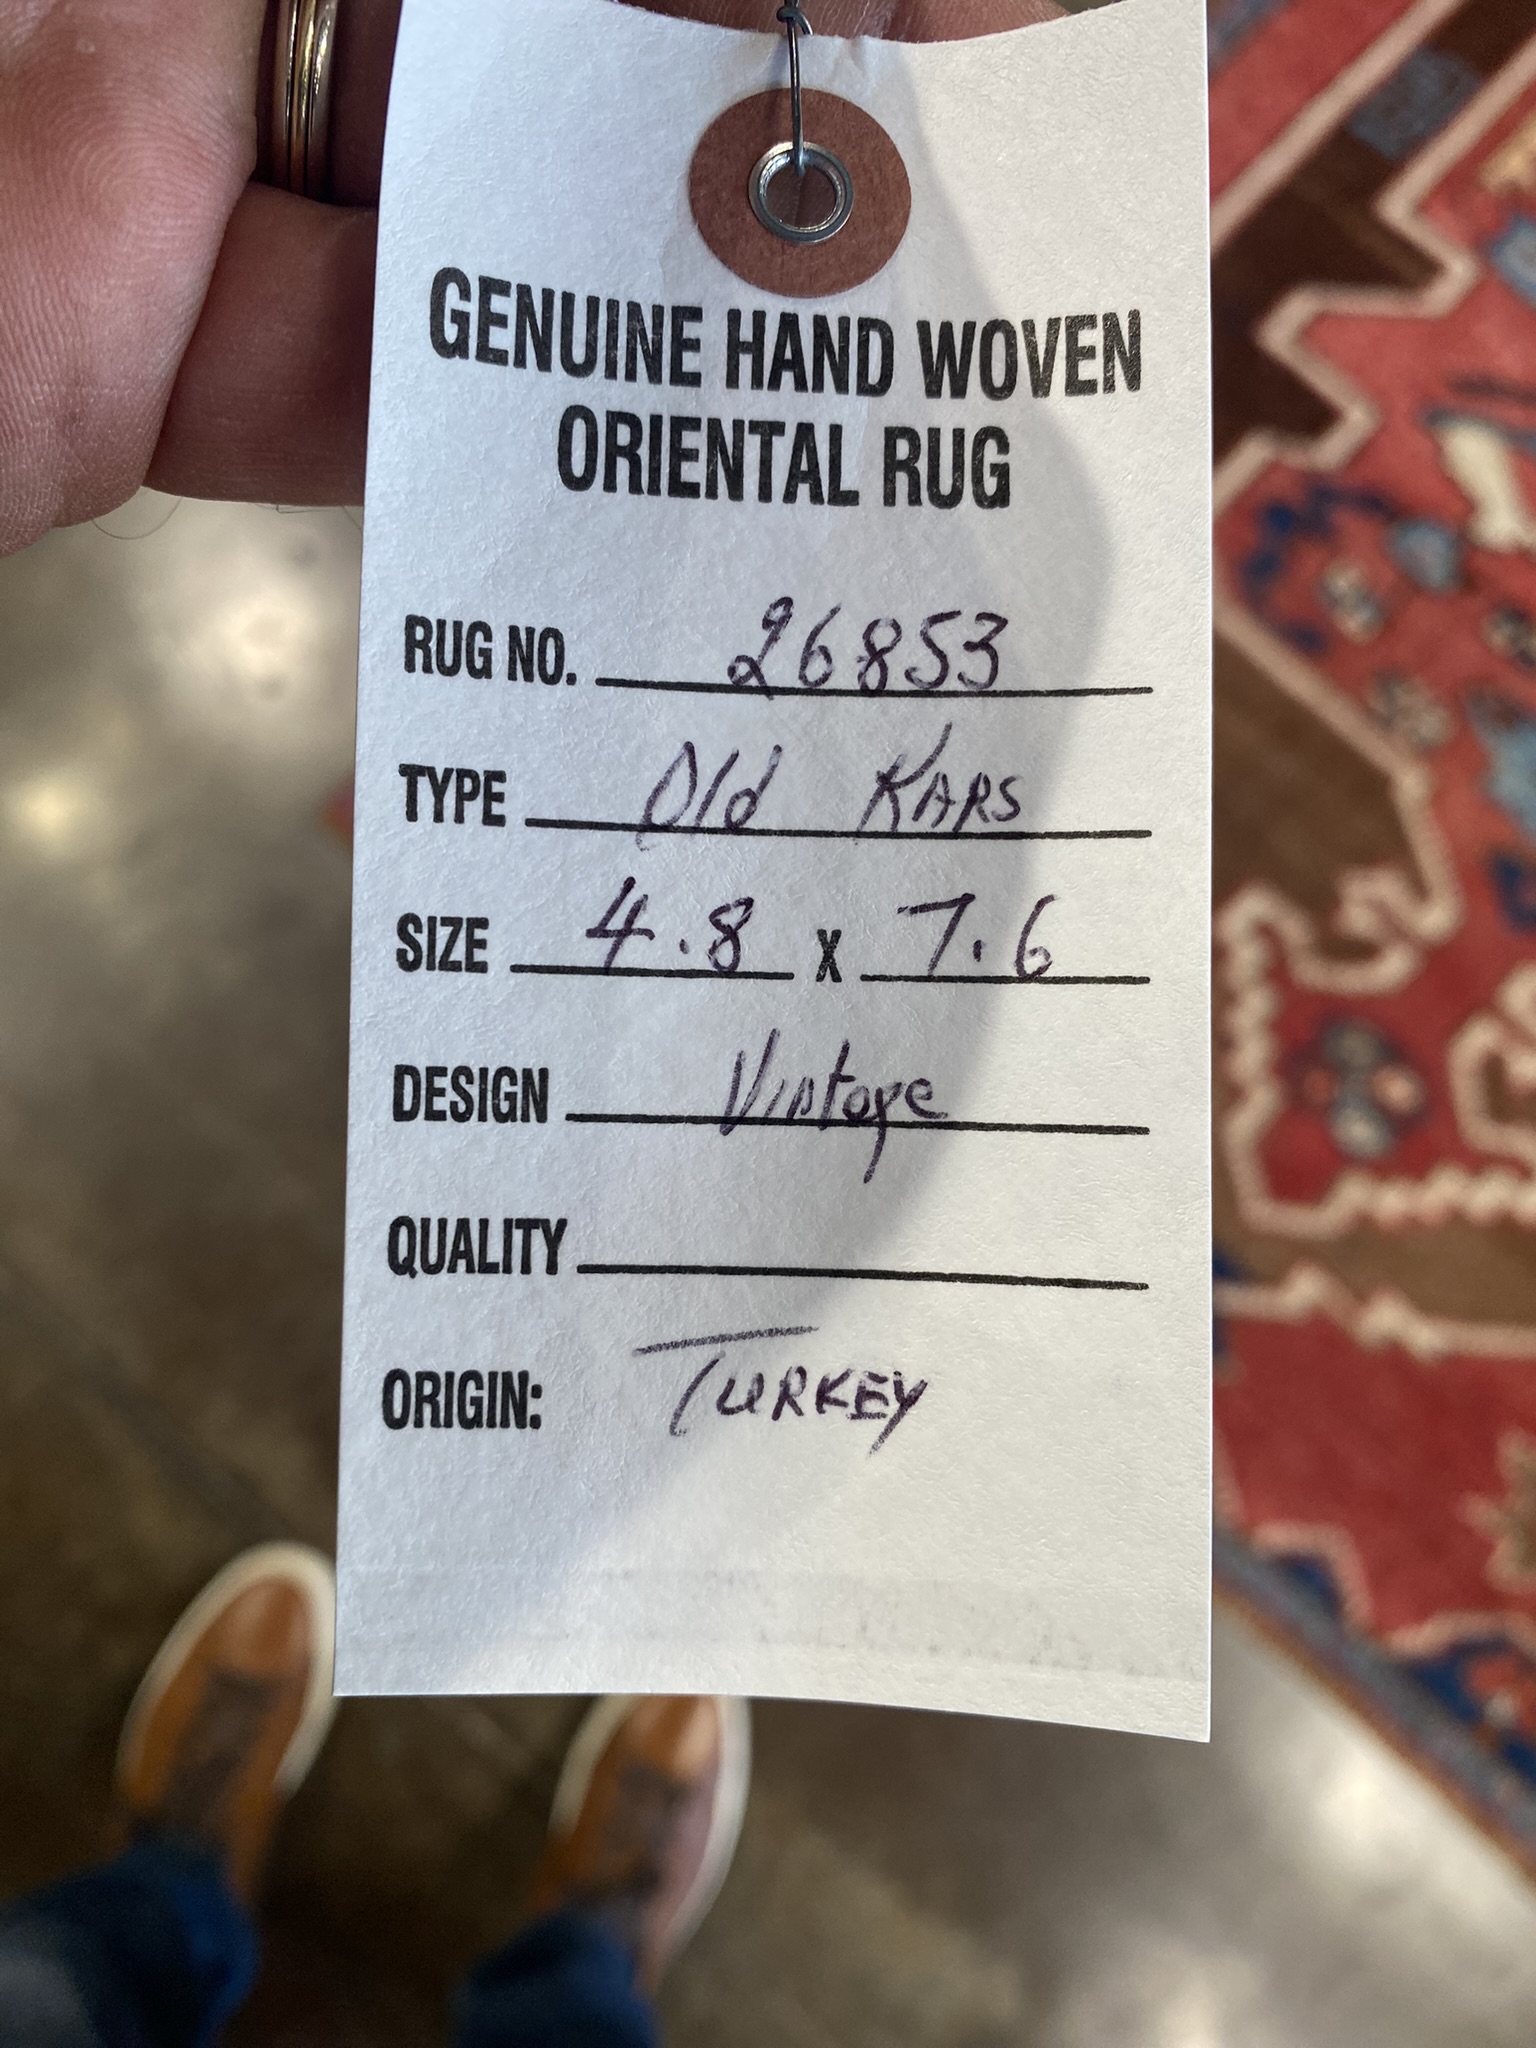 GENUINE HAND WOVEN
ORIENTAL RUG
RUG NO. 26853
TYPE Old KARS
SIZE 4.8 X 7.6
DESIGN Vintage
QUALITY
ORIGIN: TURKEY